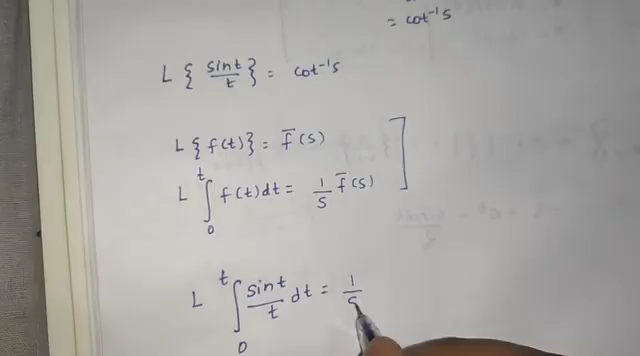 = cot⁻¹s
L { sint/t } = cot⁻¹s
L{f(t)} = f̅(s)
L ∫₀ᵗ f(t)dt = 1/s f̅(s)
L ∫₀ᵗ sint/t dt = 1/s